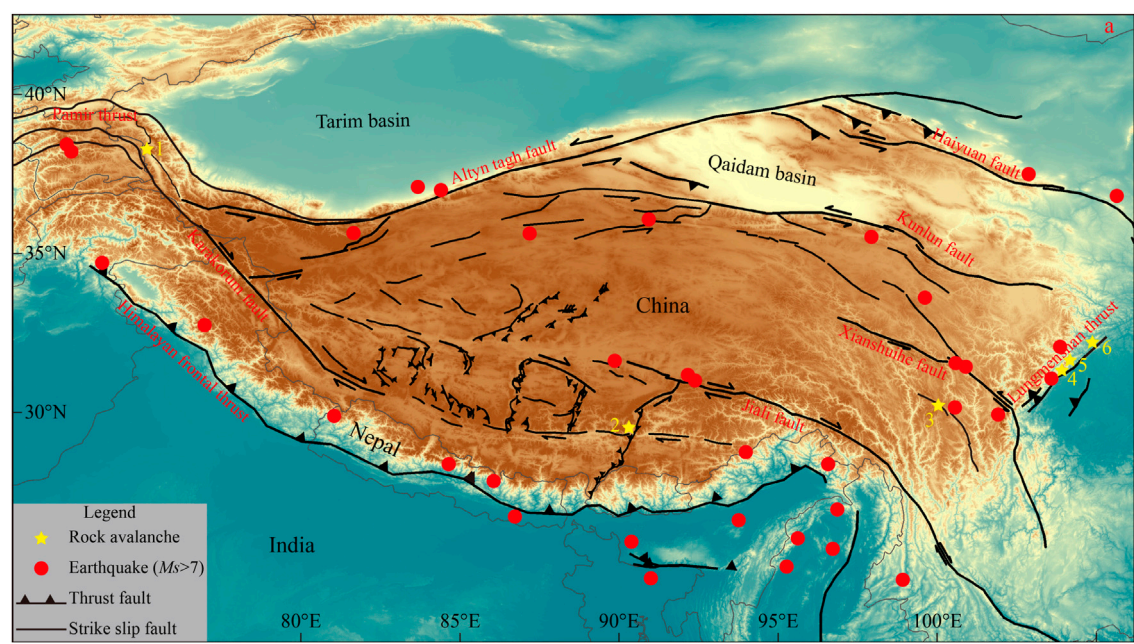 a
40°N
Pamir thrust
1
Tarim basin
Altyn tagh fault
Qaidam basin
Haiyuan fault
35°N
Karakorum fault
Kunlun fault
Himalayan frontal thrust
China
Xianshuihe fault
Lungmenshan thrust
6
5
4
30°N
2
3
Jiali fault
Nepal
India
Legend
Rock avalanche
Earthquake (Ms>7)
Thrust fault
Strike slip fault
80°E
85°E
90°E
95°E
100°E